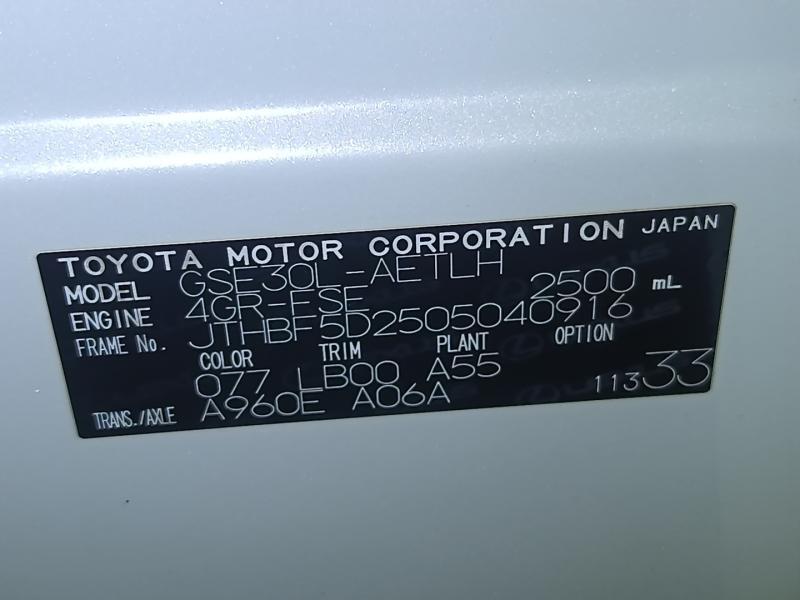 TOYOTA MOTOR CORPORATION JAPAN
MODEL GSE30L-AETLH
ENGINE 4GR-FSE 2500 mL
FRAME No. JTHBF5D2505040916
COLOR TRIM PLANT OPTION
077 LB00 A55
TRANS./AXLE A960E A06A 11333